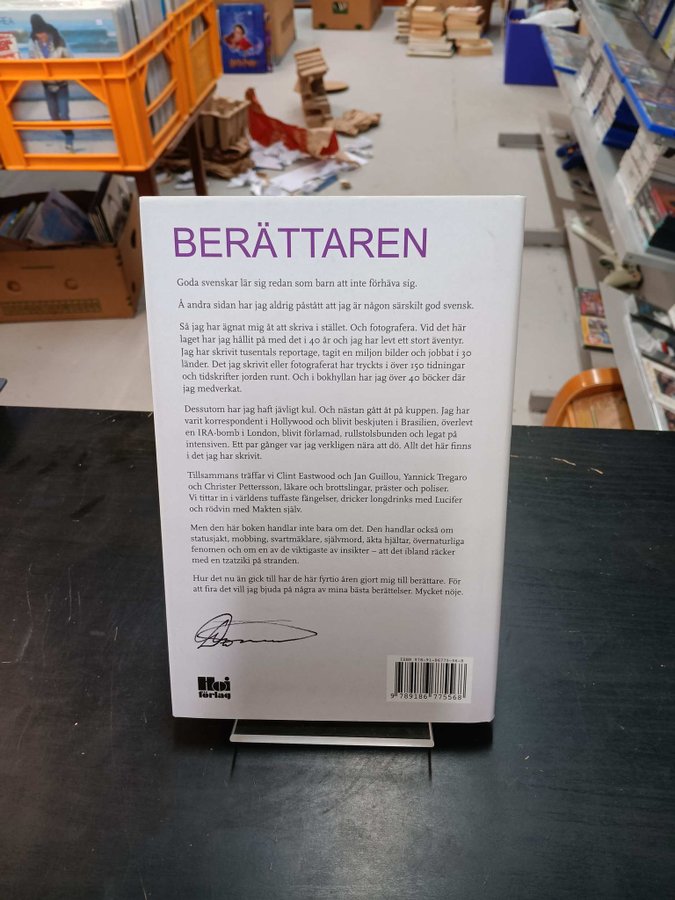 BERÄTTAREN
Goda svenskar lär sig redan som barn att inte förhäva sig.
Å andra sidan har jag aldrig påstått att jag är någon särskilt god svensk.
Så jag har ägnat mig åt att skriva i stället. Och fotografera. Vid det här
laget har jag hållit på med det i 40 år och jag har levt ett stort äventyr.
Jag har skrivit tusentals reportage, tagit en miljon bilder och jobbat i 30
länder. Det jag skrivit eller fotograferat har tryckts i över 150 tidningar
och tidskrifter jorden runt. Och i bokhyllan har jag över 40 böcker där
jag medverkat.
Dessutom har jag haft jävligt kul. Och nästan gått åt på kuppen. Jag har
varit korrespondent i Hollywood och blivit beskjuten i Brasilien, överlevt
en IRA-bomb i London, blivit förlamad, rullstolsbunden och legat på
intensiven. Ett par gånger var jag verkligen nära att dö. Allt det här finns
i det jag har skrivit.
Tillsammans träffar vi Clint Eastwood och Jan Guillou, Yannick Tregaro
och Christer Pettersson, läkare och brottslingar, präster och poliser.
Vi tittar in i världens tuffaste fängelser, dricker longdrinks med Lucifer
och rödvin med Makten själv.
Men den här boken handlar inte bara om det. Den handlar också om
statusjakt, mobbing, svartmäklare, självmord, äkta hjältar, övernaturliga
fenomen och om en av de viktigaste av insikter – att det ibland räcker
med en tzatziki på stranden.
Hur det nu än gick till har de här fyrtio åren gjort mig till berättare. För
att fira det vill jag bjuda på några av mina bästa berättelser. Mycket nöje.
Hoi
förlag
ISBN 978-91-86775-56-8
9 789186 775568